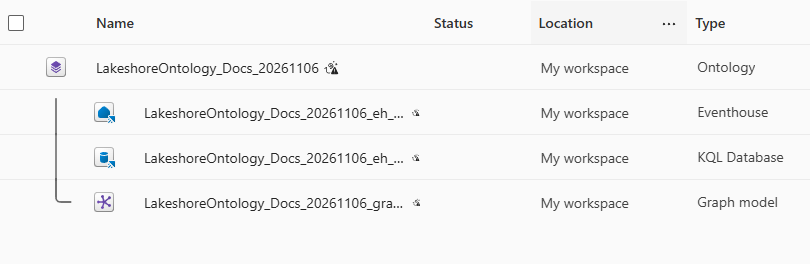 Name Status Location ... Type
LakeshoreOntology_Docs_20261106 My workspace Ontology
LakeshoreOntology_Docs_20261106_eh_... My workspace Eventhouse
LakeshoreOntology_Docs_20261106_eh_... My workspace KQL Database
LakeshoreOntology_Docs_20261106_gra... My workspace Graph model